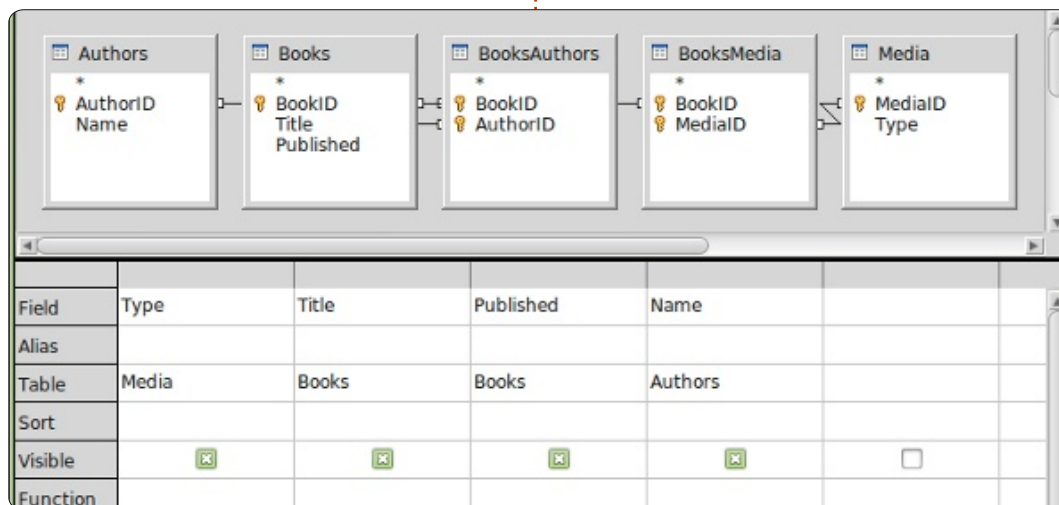 Authors Books BooksAuthors BooksMedia Media
* * * * *
AuthorID BookID BookID BookID MediaID
Name Title AuthorID MediaID Type
Published
Field Type Title Published Name
Alias
Table Media Books Books Authors
Sort
Visible
Function